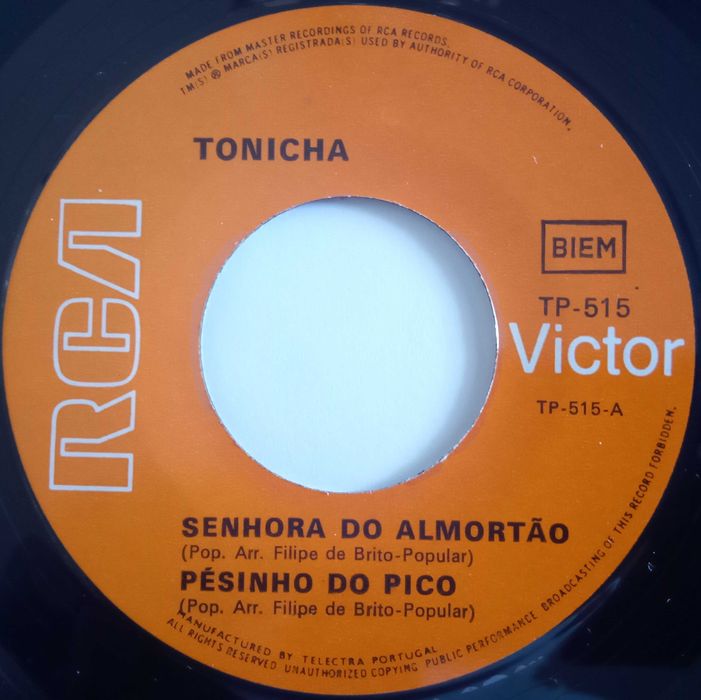 MADE FROM MASTER RECORDINGS OF RCA RECORDS.
TM(S) ® MARCA(S) REGISTRADA(S) USED BY AUTHORITY OF RCA CORPORATION.
TONICHA
RCA
BIEM
TP-515
Victor
TP-515-A
SENHORA DO ALMORTÃO
(Pop. Arr. Filipe de Brito-Popular)
PÉSINHO DO PICO
(Pop. Arr. Filipe de Brito-Popular)
MANUFACTURED BY TELECTRA PORTUGAL
ALL RIGHTS RESERVED UNAUTHORIZED COPYING PUBLIC PERFORMANCE BROADCASTING OF THIS RECORD FORBIDDEN.